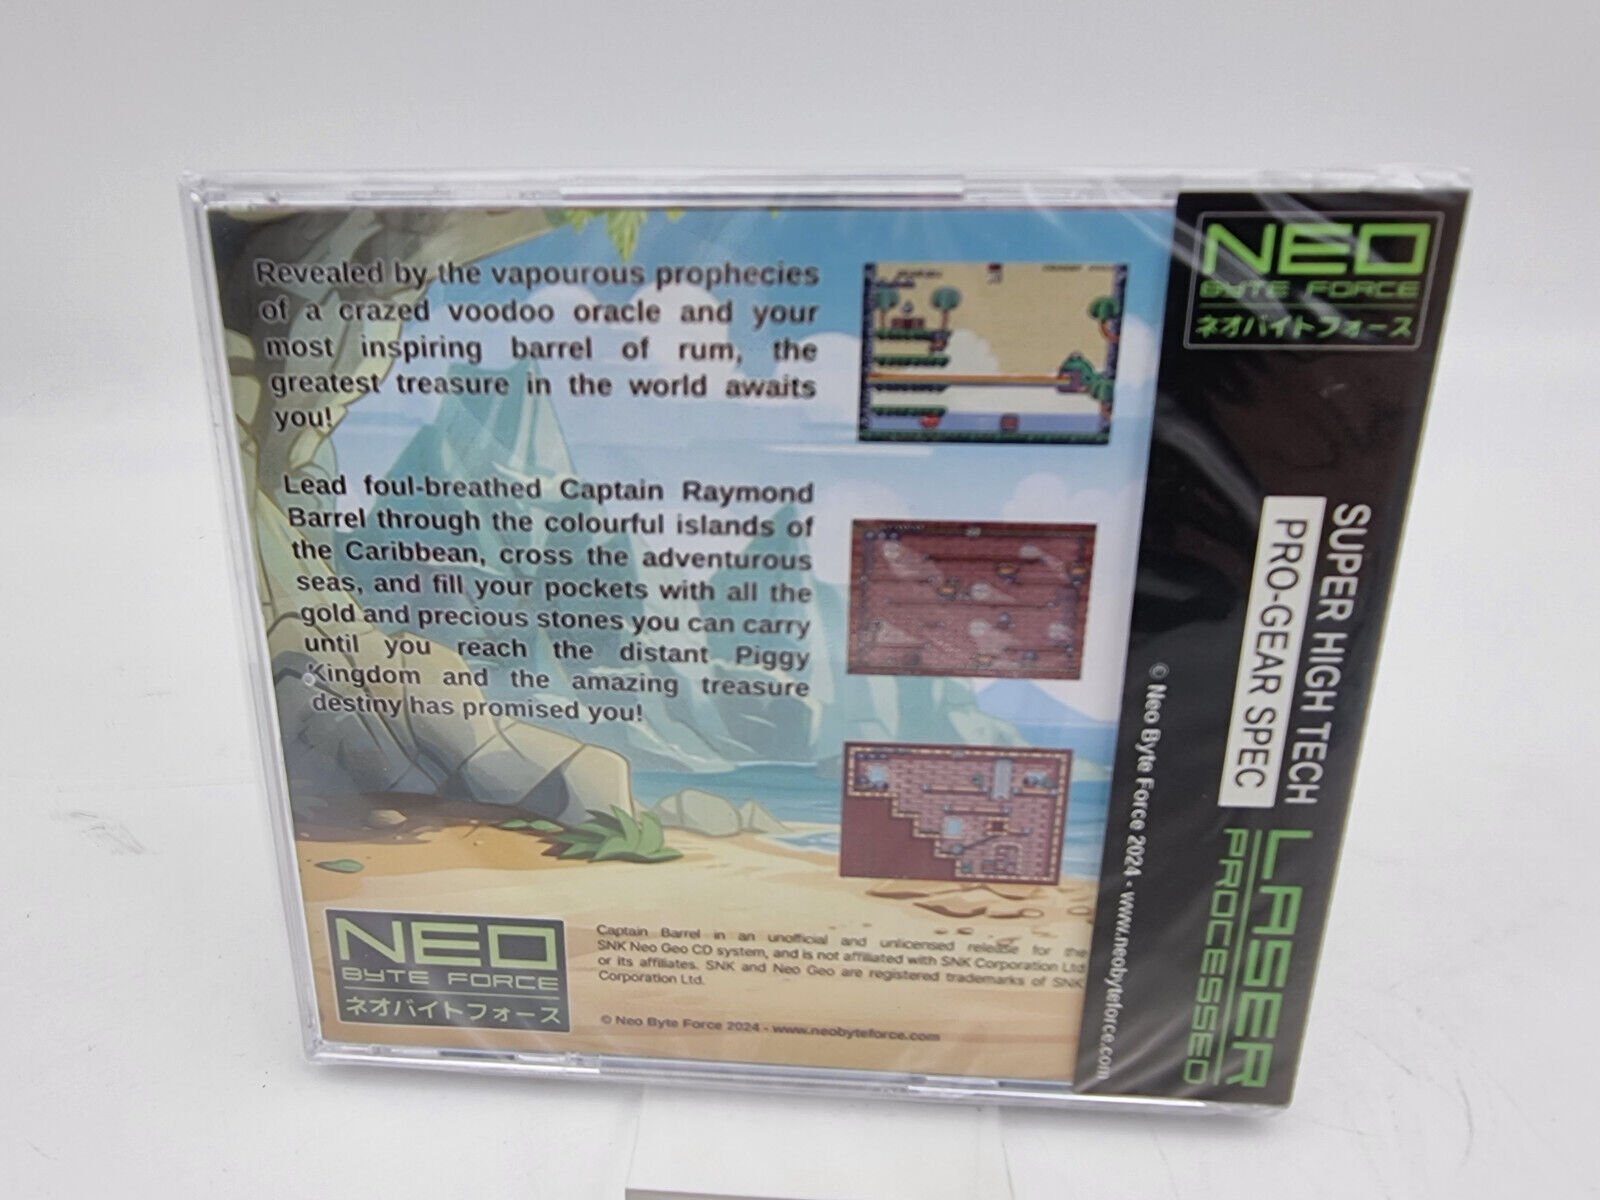 Revealed by the vapourous prophecies
of a crazed voodoo oracle and your
most inspiring barrel of rum, the
greatest treasure in the world awaits
you!
Lead foul-breathed Captain Raymond
Barrel through the colourful islands of
the Caribbean, cross the adventurous
seas, and fill your pockets with all the
gold and precious stones you can carry
until you reach the distant Piggy
Kingdom and the amazing treasure
destiny has promised you!
NEO
BYTE FORCE
ネオバイトフォース
Captain Barrel in an unofficial and unlicensed release for the
SNK Neo Geo CD system, and is not affiliated with SNK Corporation Ltd
or its affiliates. SNK and Neo Geo are registered trademarks of SNK
Corporation Ltd.
© Neo Byte Force 2024 - www.neobyteforce.com
NEO
BYTE FORCE
ネオバイトフォース
SUPER HIGH TECH
PRO-GEAR SPEC
LASER
PROCESSED
© Neo Byte Force 2024 - www.neobyteforce.com